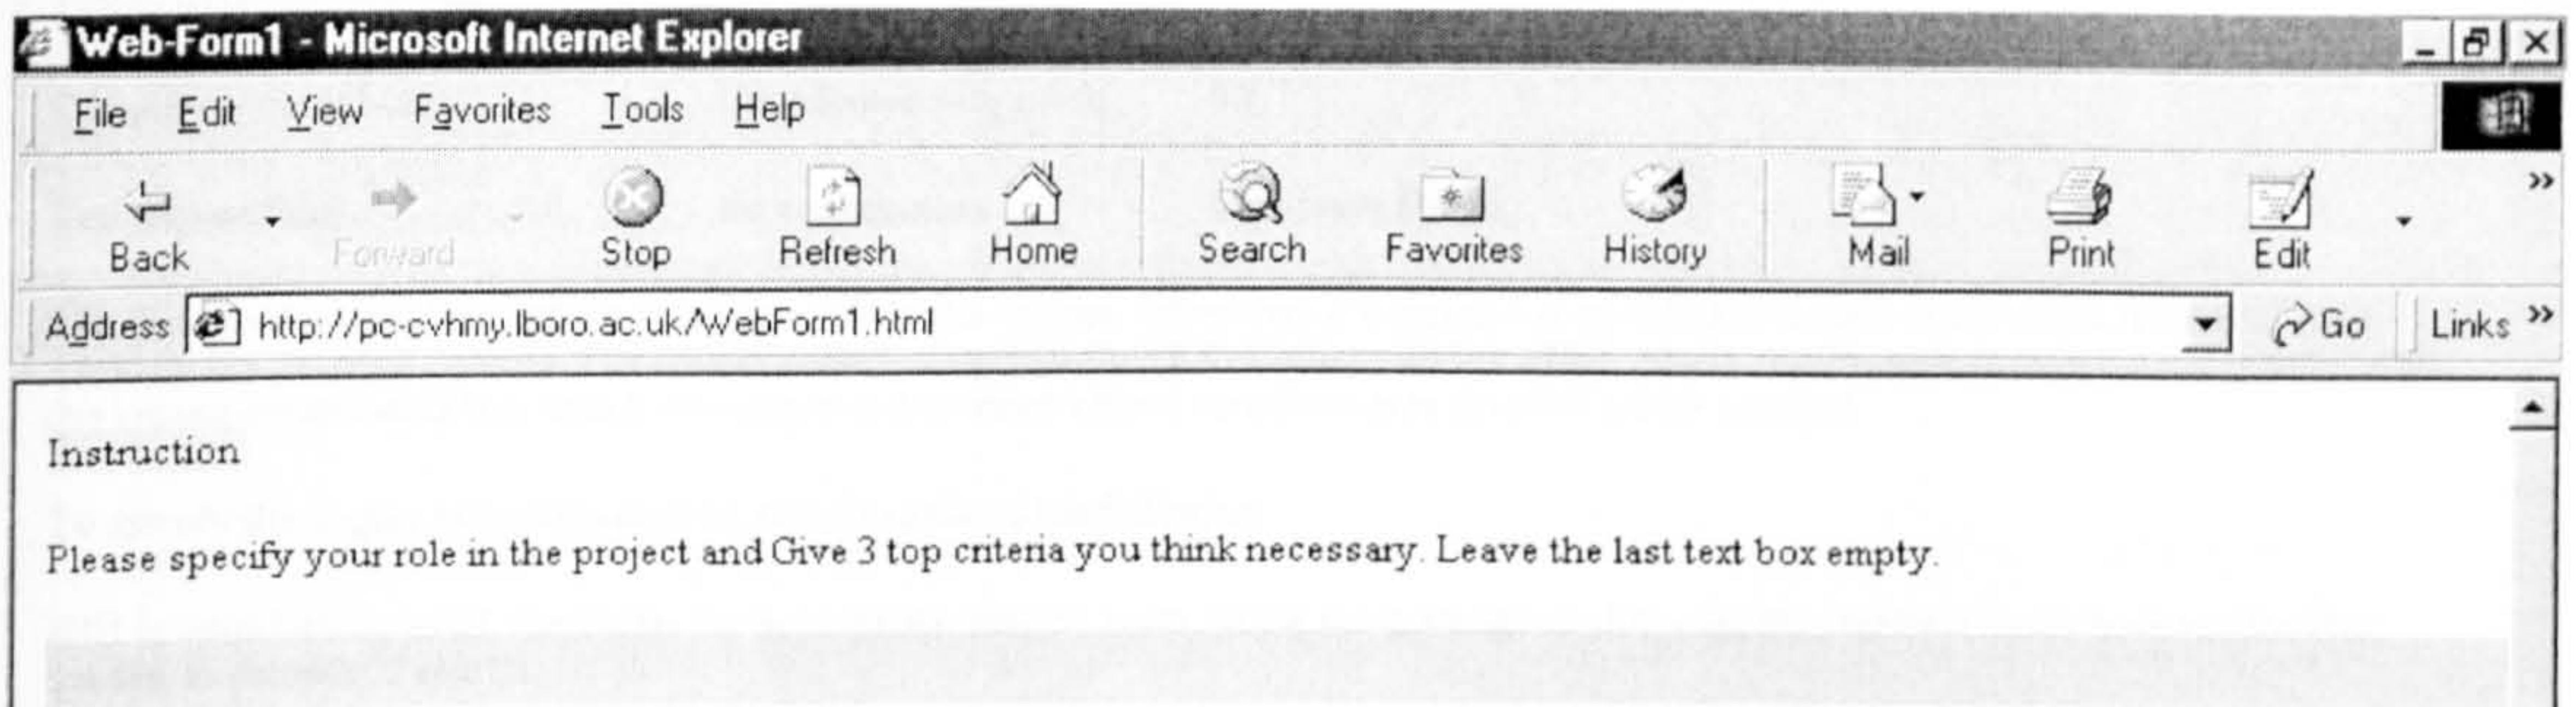 Web-Form1 - Microsoft Internet Explorer
File Edit View Favorites Tools Help
Back Forward Stop Refresh Home Search Favorites History Mail Print Edit »
Address http://pc-cvhmy.lboro.ac.uk/WebForm1.html Go Links »
Instruction
Please specify your role in the project and Give 3 top criteria you think necessary. Leave the last text box empty.